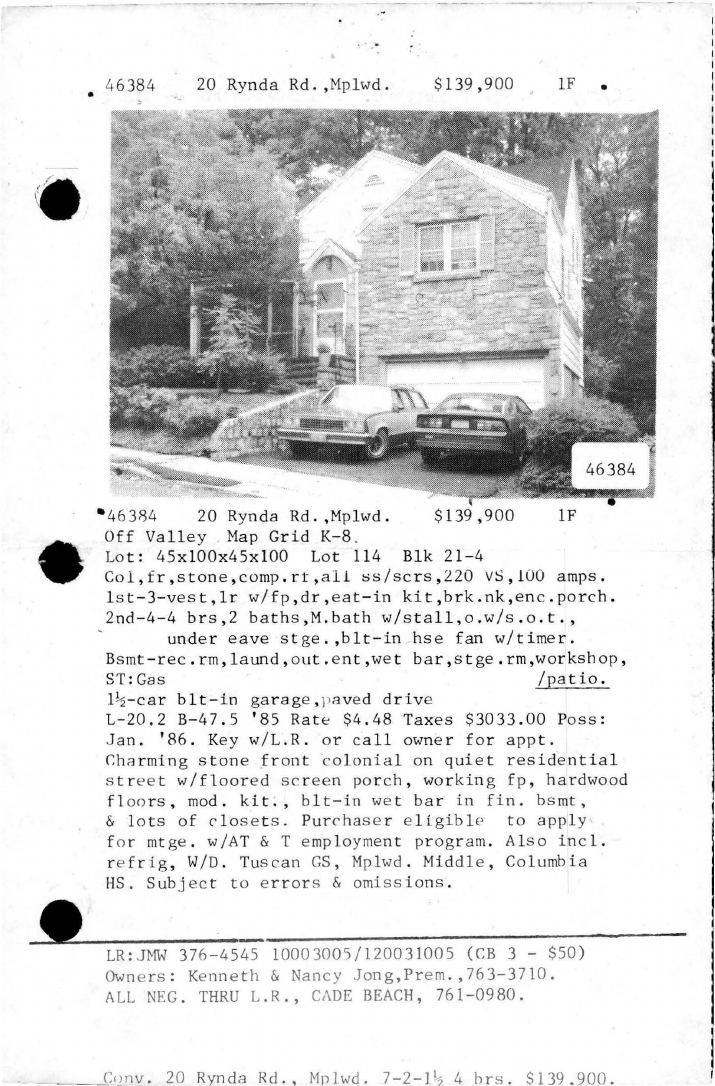 46384 20 Rynda Rd.,Mplwd. $139,900 1F
46384
46384 20 Rynda Rd.,Mplwd. $139,900 1F
Off Valley Map Grid K-8.
Lot: 45x100x45x100 Lot 114 Blk 21-4
Col,fr,stone,comp.rf,all ss/scrs,220 VS,100 amps.
1st-3-vest,lr w/fp,dr,eat-in kit,brk.nk,enc.porch.
2nd-4-4 brs,2 baths,M.bath w/stall,o.w/s.o.t.,
under eave stge.,blt-in hse fan w/timer.
Bsmt-rec.rm,laund,out.ent,wet bar,stge.rm,workshop,
ST:Gas /patio.
1½-car blt-in garage,paved drive
L-20.2 B-47.5 '85 Rate $4.48 Taxes $3033.00 Poss:
Jan. '86. Key w/L.R. or call owner for appt.
Charming stone front colonial on quiet residential
street w/floored screen porch, working fp, hardwood
floors, mod. kit., blt-in wet bar in fin. bsmt,
& lots of closets. Purchaser eligible to apply
for mtge. w/AT & T employment program. Also incl.
refrig, W/D. Tuscan GS, Mplwd. Middle, Columbia
HS. Subject to errors & omissions.
LR:JMW 376-4545 10003005/120031005 (CB 3 - $50)
Owners: Kenneth & Nancy Jong,Prem.,763-3710.
ALL NEG. THRU L.R., CADE BEACH, 761-0980.
Conv. 20 Rynda Rd., Mplwd. 7-2-1½ 4 brs. $139,900.